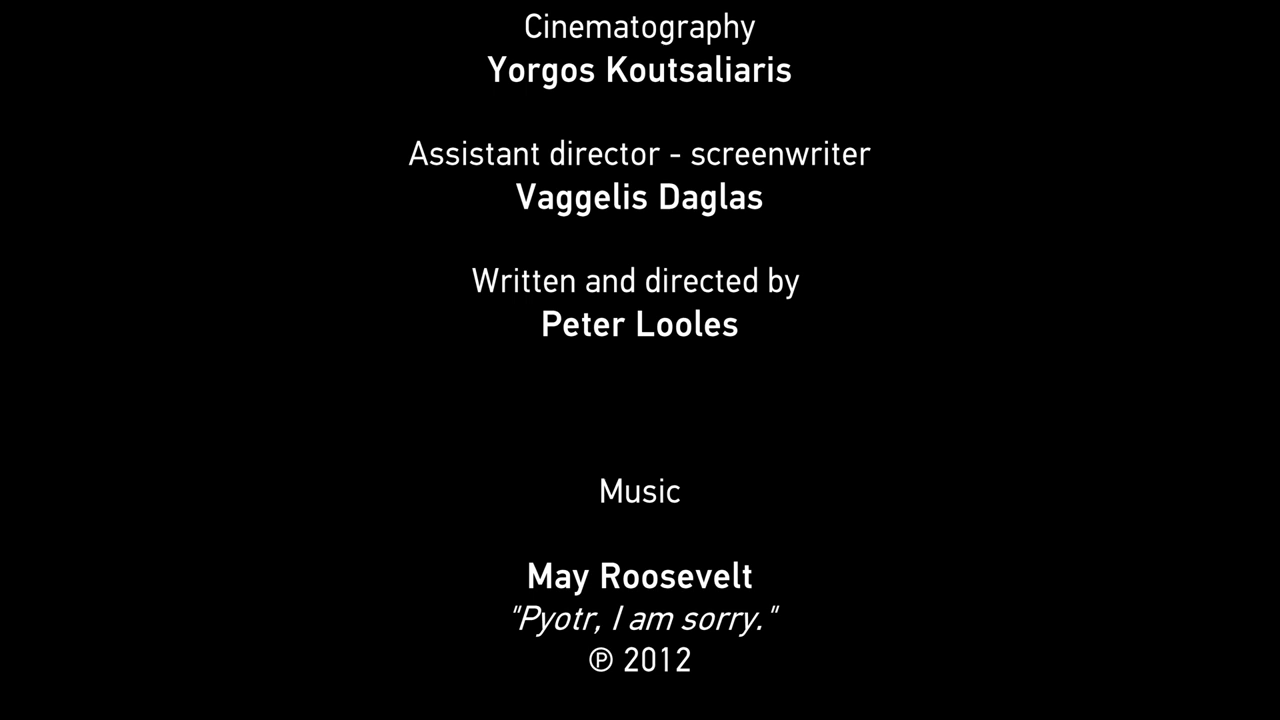 Cinematography
Yorgos Koutsaliaris
Assistant director - screenwriter
Vaggelis Daglas
Written and directed by
Peter Looles
Music
May Roosevelt
"Pyotr, I am sorry."
℗ 2012